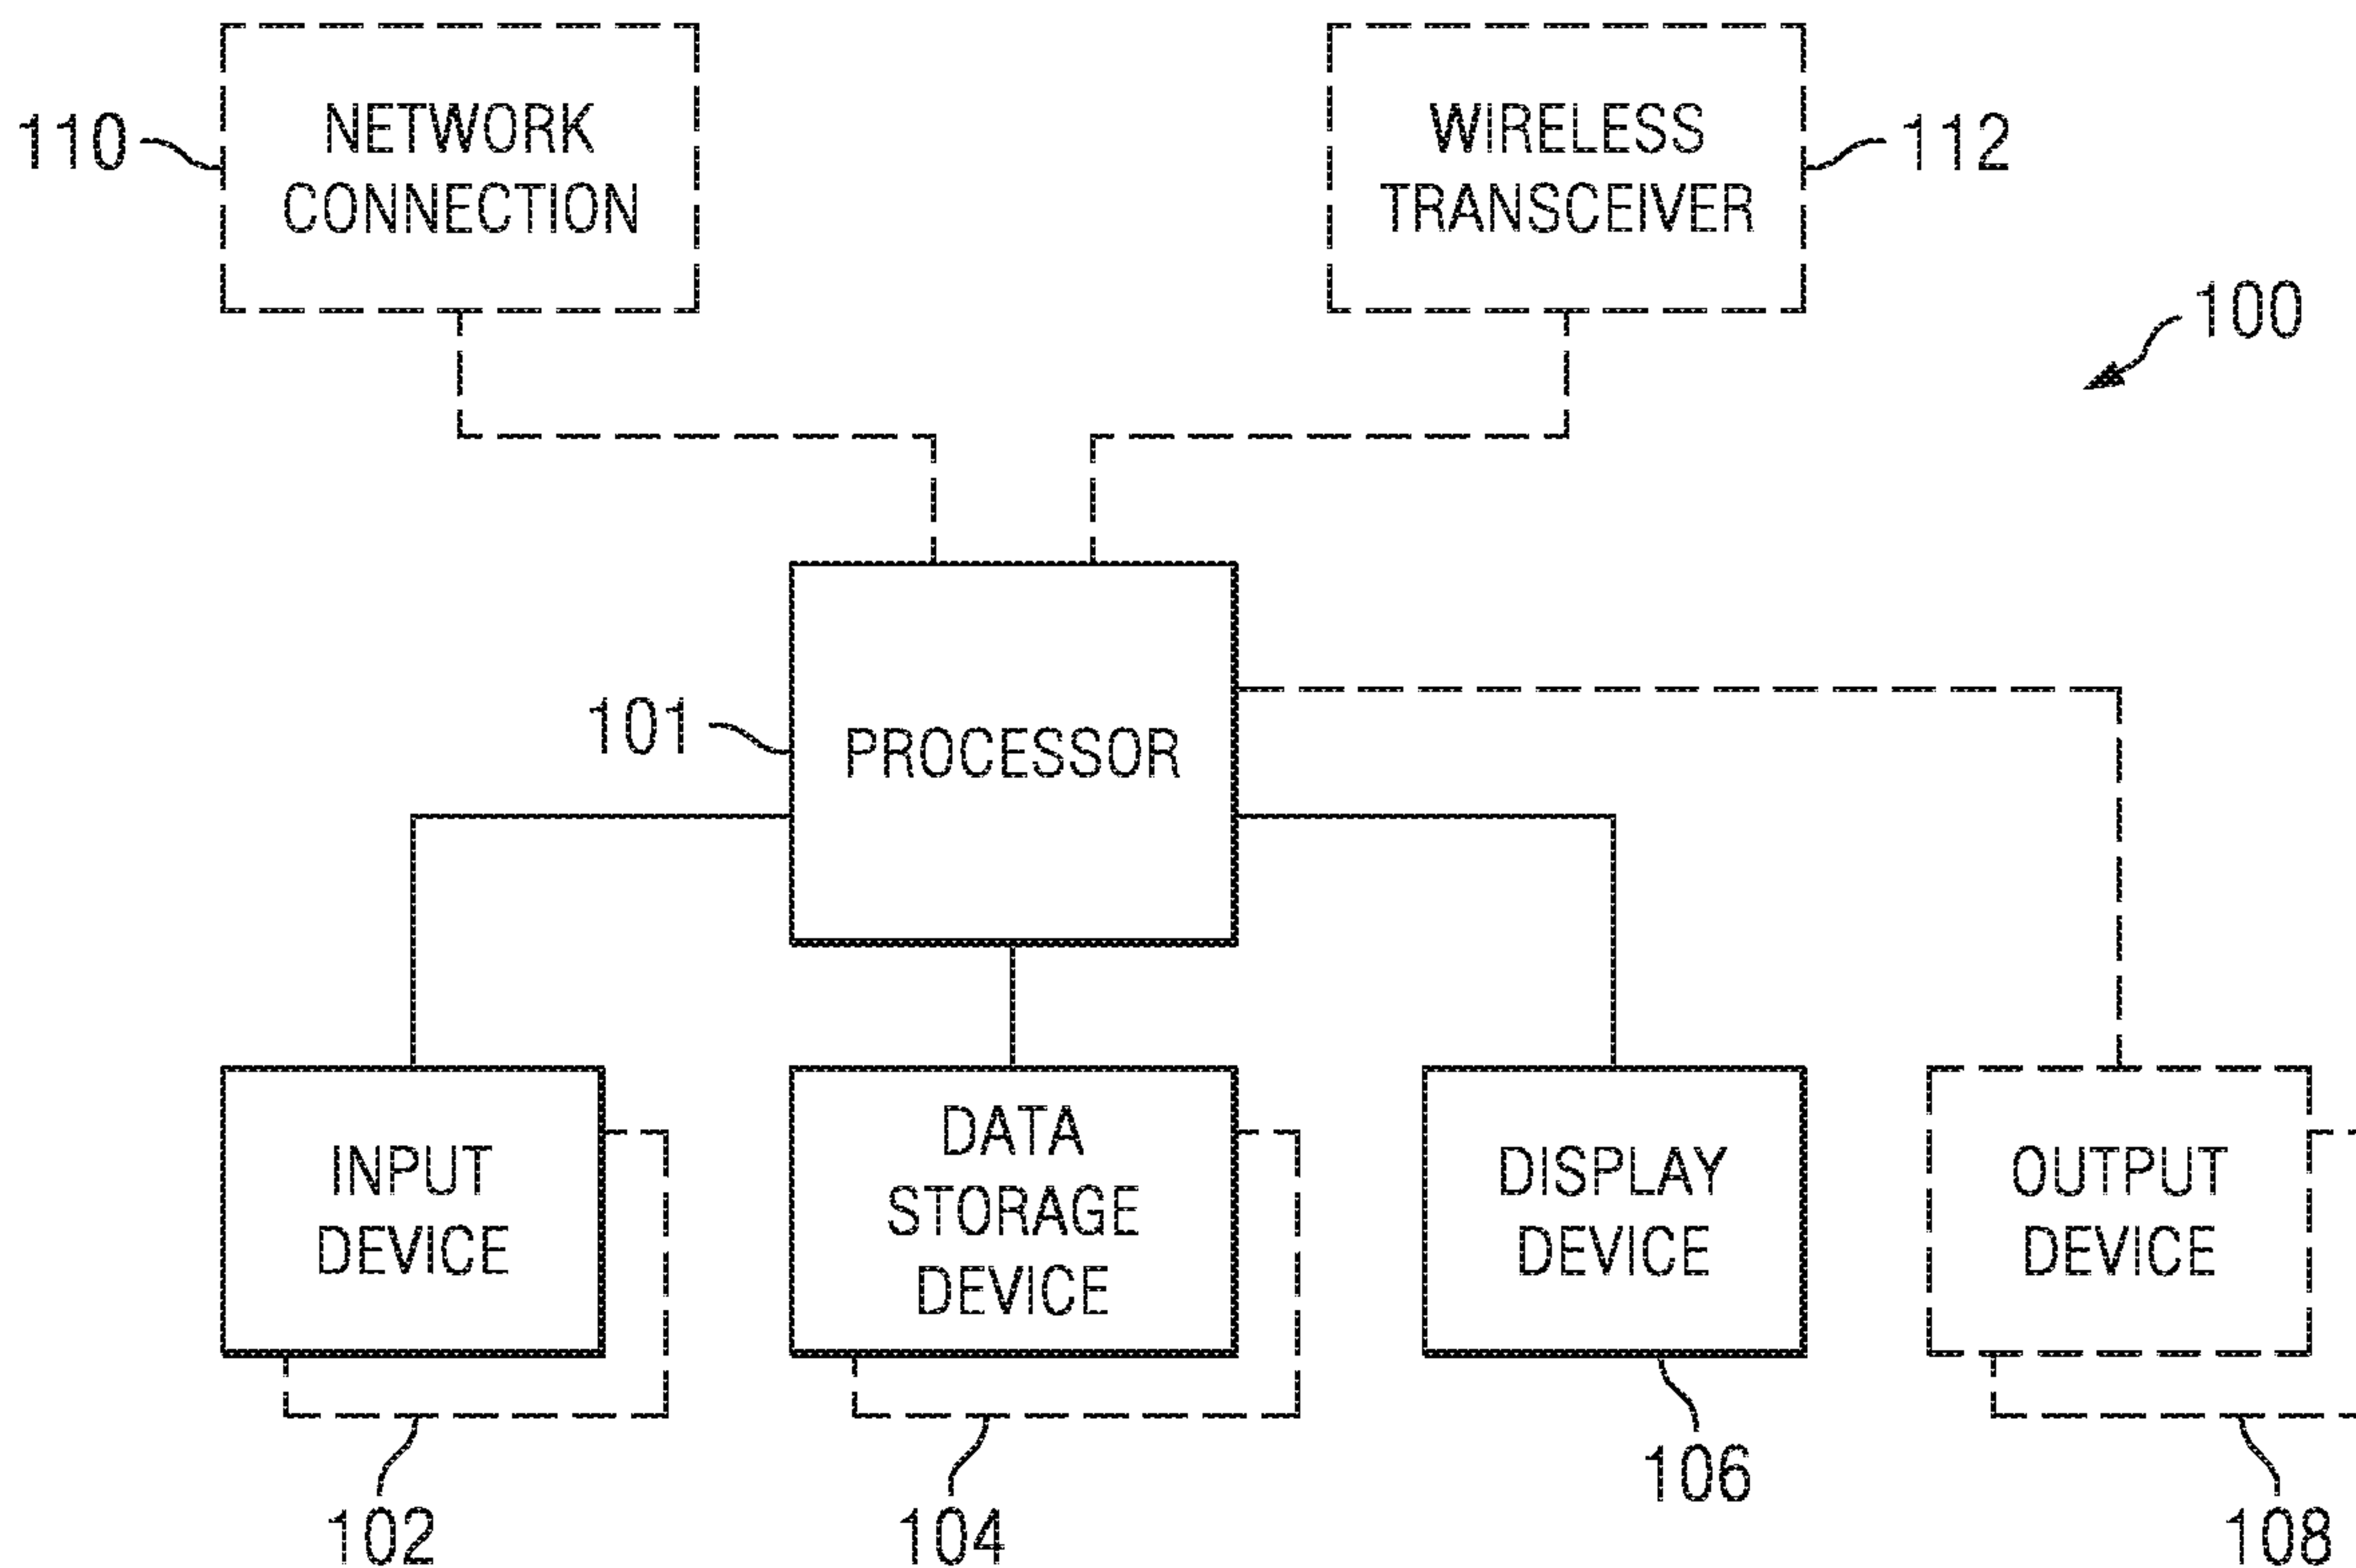 110
NETWORK
CONNECTION
WIRELESS
TRANSCEIVER
112
100
101
PROCESSOR
INPUT
DEVICE
DATA
STORAGE
DEVICE
DISPLAY
DEVICE
OUTPUT
DEVICE
102
104
106
108